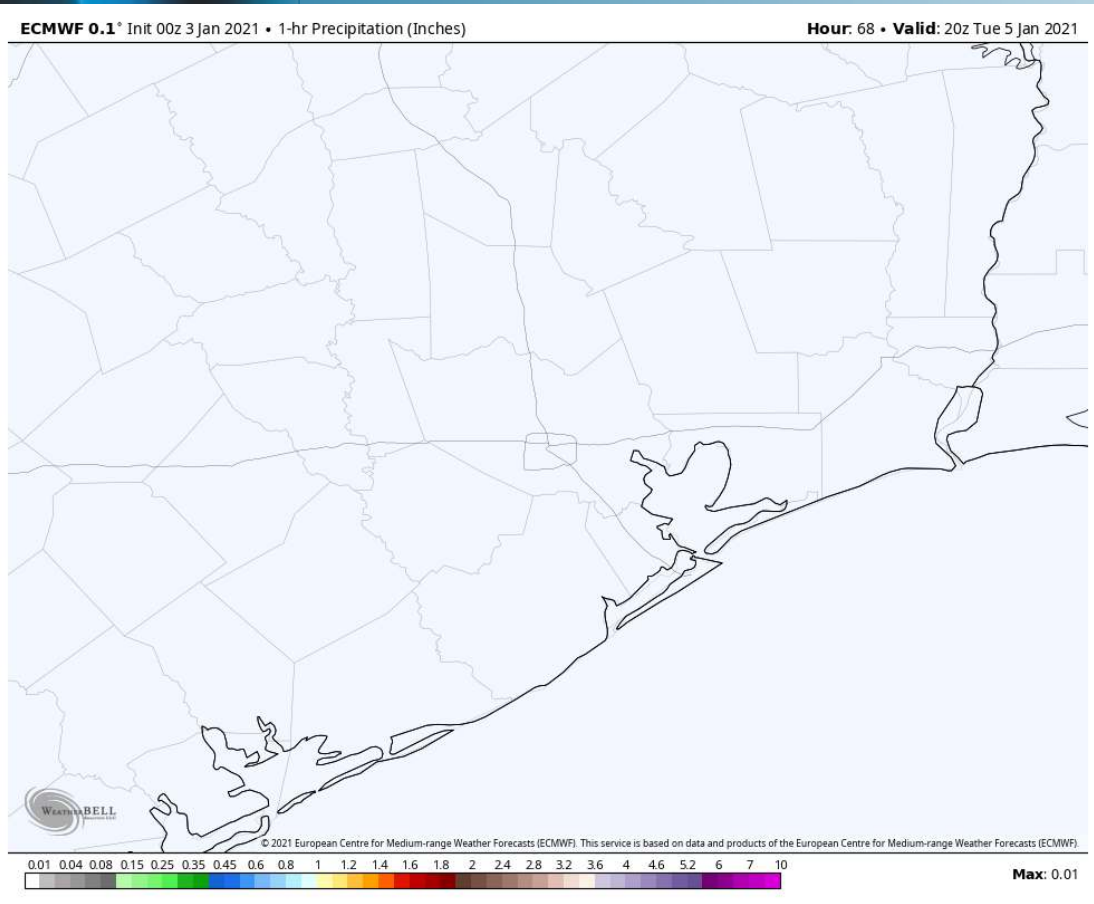 ECMWF 0.1° Init 00z 3 Jan 2021 • 1-hr Precipitation (Inches) Hour: 68 • Valid: 20z Tue 5 Jan 2021
WEATHERBELL
© 2021 European Centre for Medium-range Weather Forecasts (ECMWF). This service is based on data and products of the European Centre for Medium-range Weather Forecasts (ECMWF).
0.01 0.04 0.08 0.15 0.25 0.35 0.45 0.6 0.8 1 1.2 1.4 1.6 1.8 2 2.4 2.8 3.2 3.6 4 4.6 5.2 6 7 10
Max: 0.01